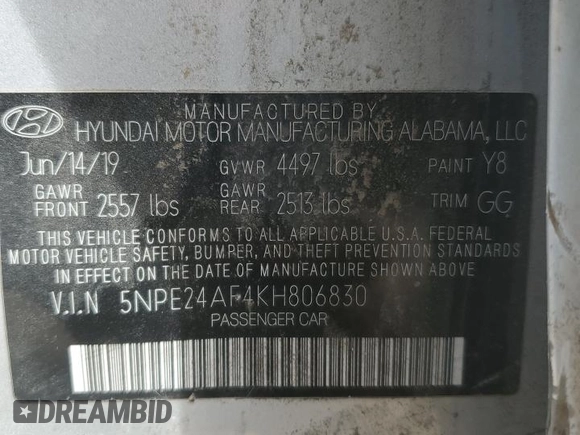 MANUFACTURED BY
HYUNDAI MOTOR MANUFACTURING ALABAMA, LLC
Jun/14/19 GVWR 4497 lbs PAINT Y8
GAWR FRONT 2557 lbs GAWR REAR 2513 lbs TRIM GG
THIS VEHICLE CONFORMS TO ALL APPLICABLE U.S.A. FEDERAL
MOTOR VEHICLE SAFETY, BUMPER, AND THEFT PREVENTION STANDARDS
IN EFFECT ON THE DATE OF MANUFACTURE SHOWN ABOVE
V.I.N 5NPE24AF4KH806830
PASSENGER CAR
DREAMBID